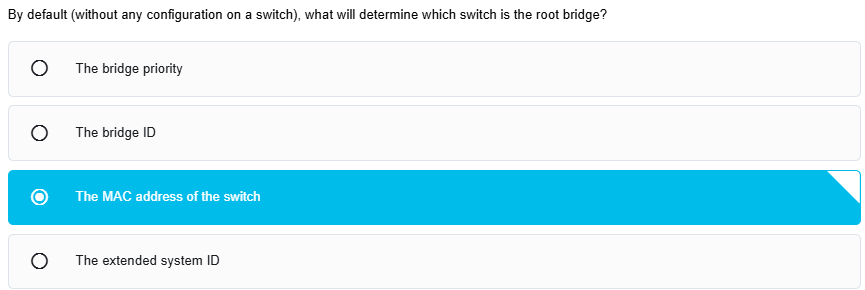 By default (without any configuration on a switch), what will determine which switch is the root bridge?
The bridge priority
The bridge ID
The MAC address of the switch
The extended system ID